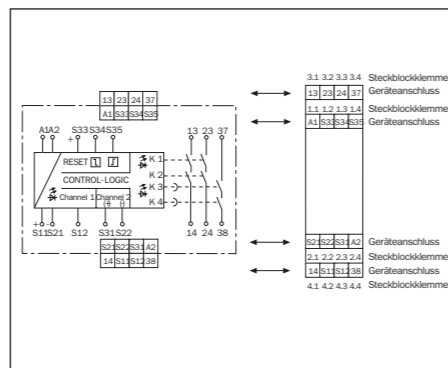 13 23 24 37
A1 S33 S34 S35
A1A2 S33 S34 S35 13 23 37
+
RESET K 1
K 2
CONTROL-LOGIC
K 3
Channel 1 Channel 2
K 4
(+) (-)
+ -
S11 S21 S12 S31 S22 14 24 38
S21 S22 S31 A2
14 S11 S12 38
3.1 3.2 3.3 3.4 Steckblockklemme
13 23 24 37 Geräteanschluss
1.1 1.2 1.3 1.4 Steckblockklemme
A1 S33 S34 S35 Geräteanschluss
S21 S22 S31 A2 Geräteanschluss
2.1 2.2 2.3 2.4 Steckblockklemme
14 S11 S12 38 Geräteanschluss
4.1 4.2 4.3 4.4 Steckblockklemme